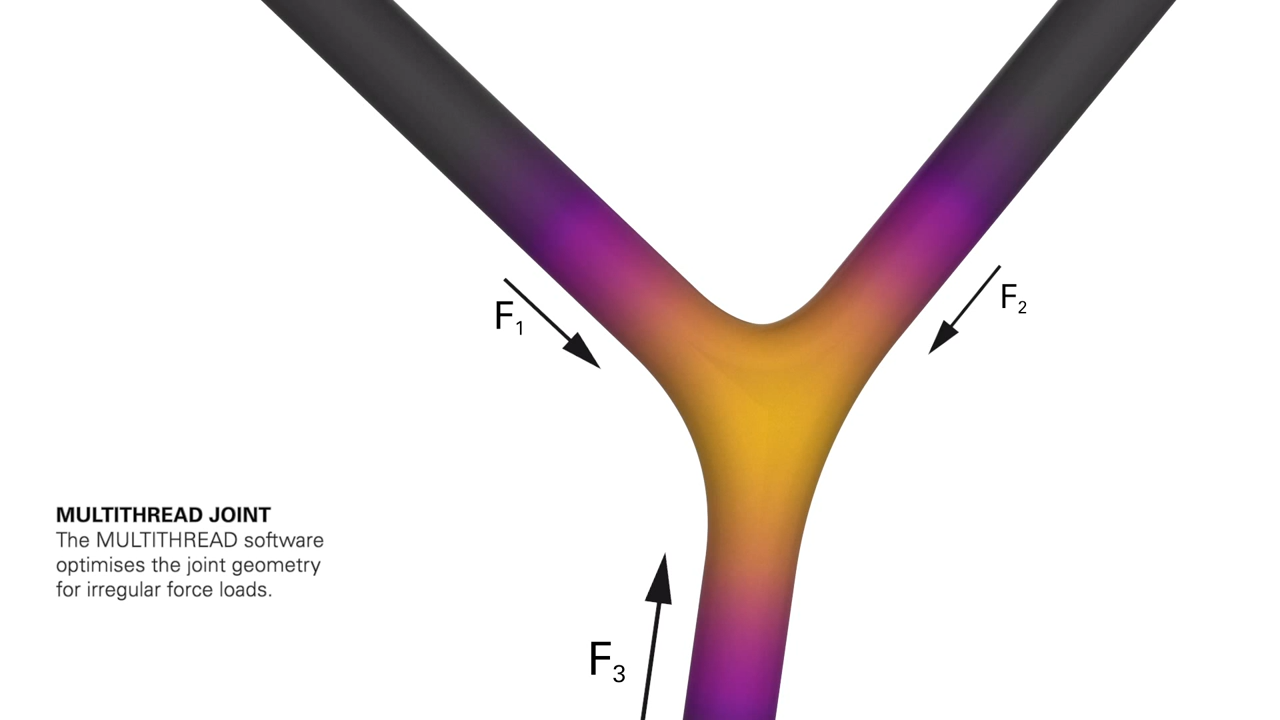 F₁
F₂
MULTITHREAD JOINT
The MULTITHREAD software
optimises the joint geometry
for irregular force loads.
F₃